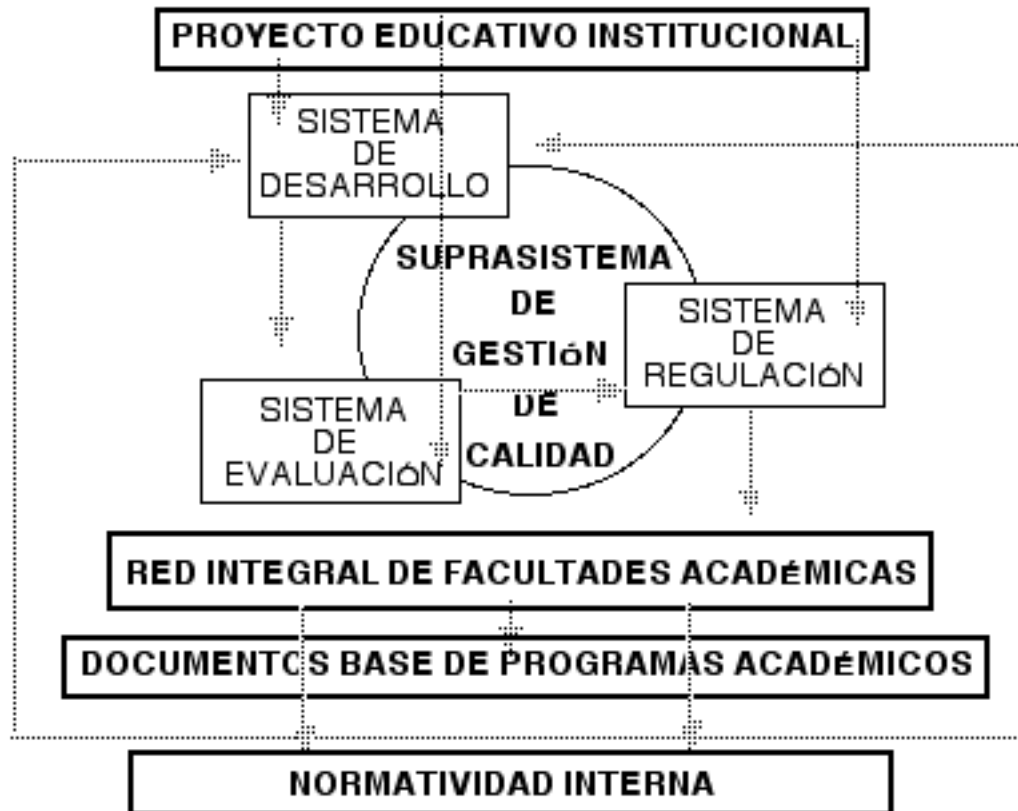 PROYECTO EDUCATIVO INSTITUCIONAL
SISTEMA
DE
DESARROLLO
SUPRASISTEMA
DE
GESTIóN
DE
CALIDAD
SISTEMA
DE
REGULACIóN
SISTEMA
DE
EVALUACIóN
RED INTEGRAL DE FACULTADES ACADéMICAS
DOCUMENTOS BASE DE PROGRAMAS ACADéMICOS
NORMATIVIDAD INTERNA